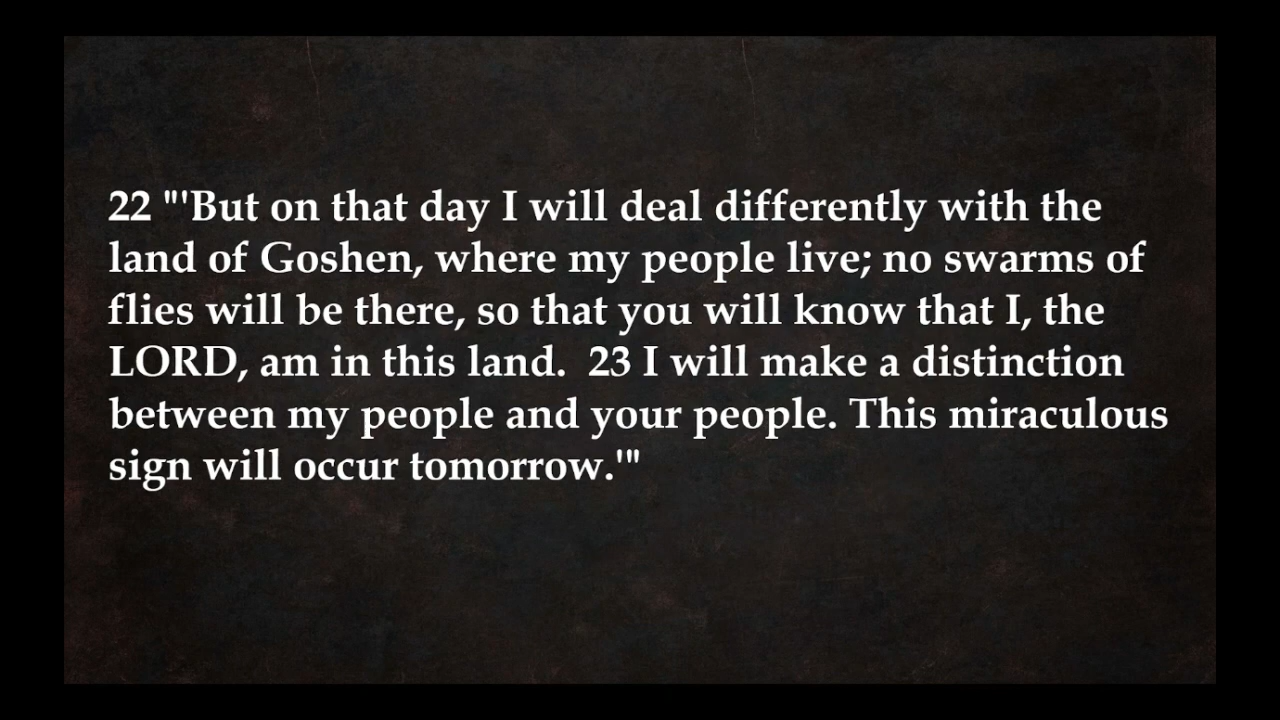 22 "'But on that day I will deal differently with the
land of Goshen, where my people live; no swarms of
flies will be there, so that you will know that I, the
LORD, am in this land.  23 I will make a distinction
between my people and your people. This miraculous
sign will occur tomorrow.'"